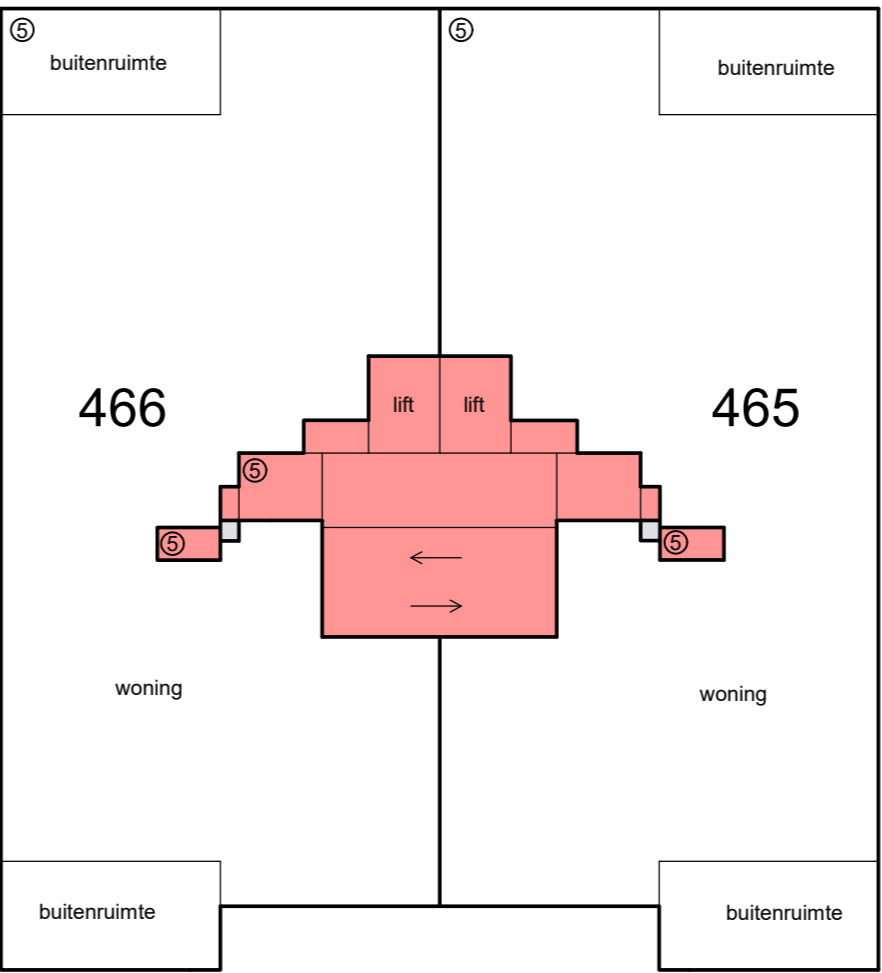 ⑤
buitenruimte
⑤
buitenruimte
466
lift
lift
465
⑤
⑤
⑤
woning
woning
buitenruimte
buitenruimte